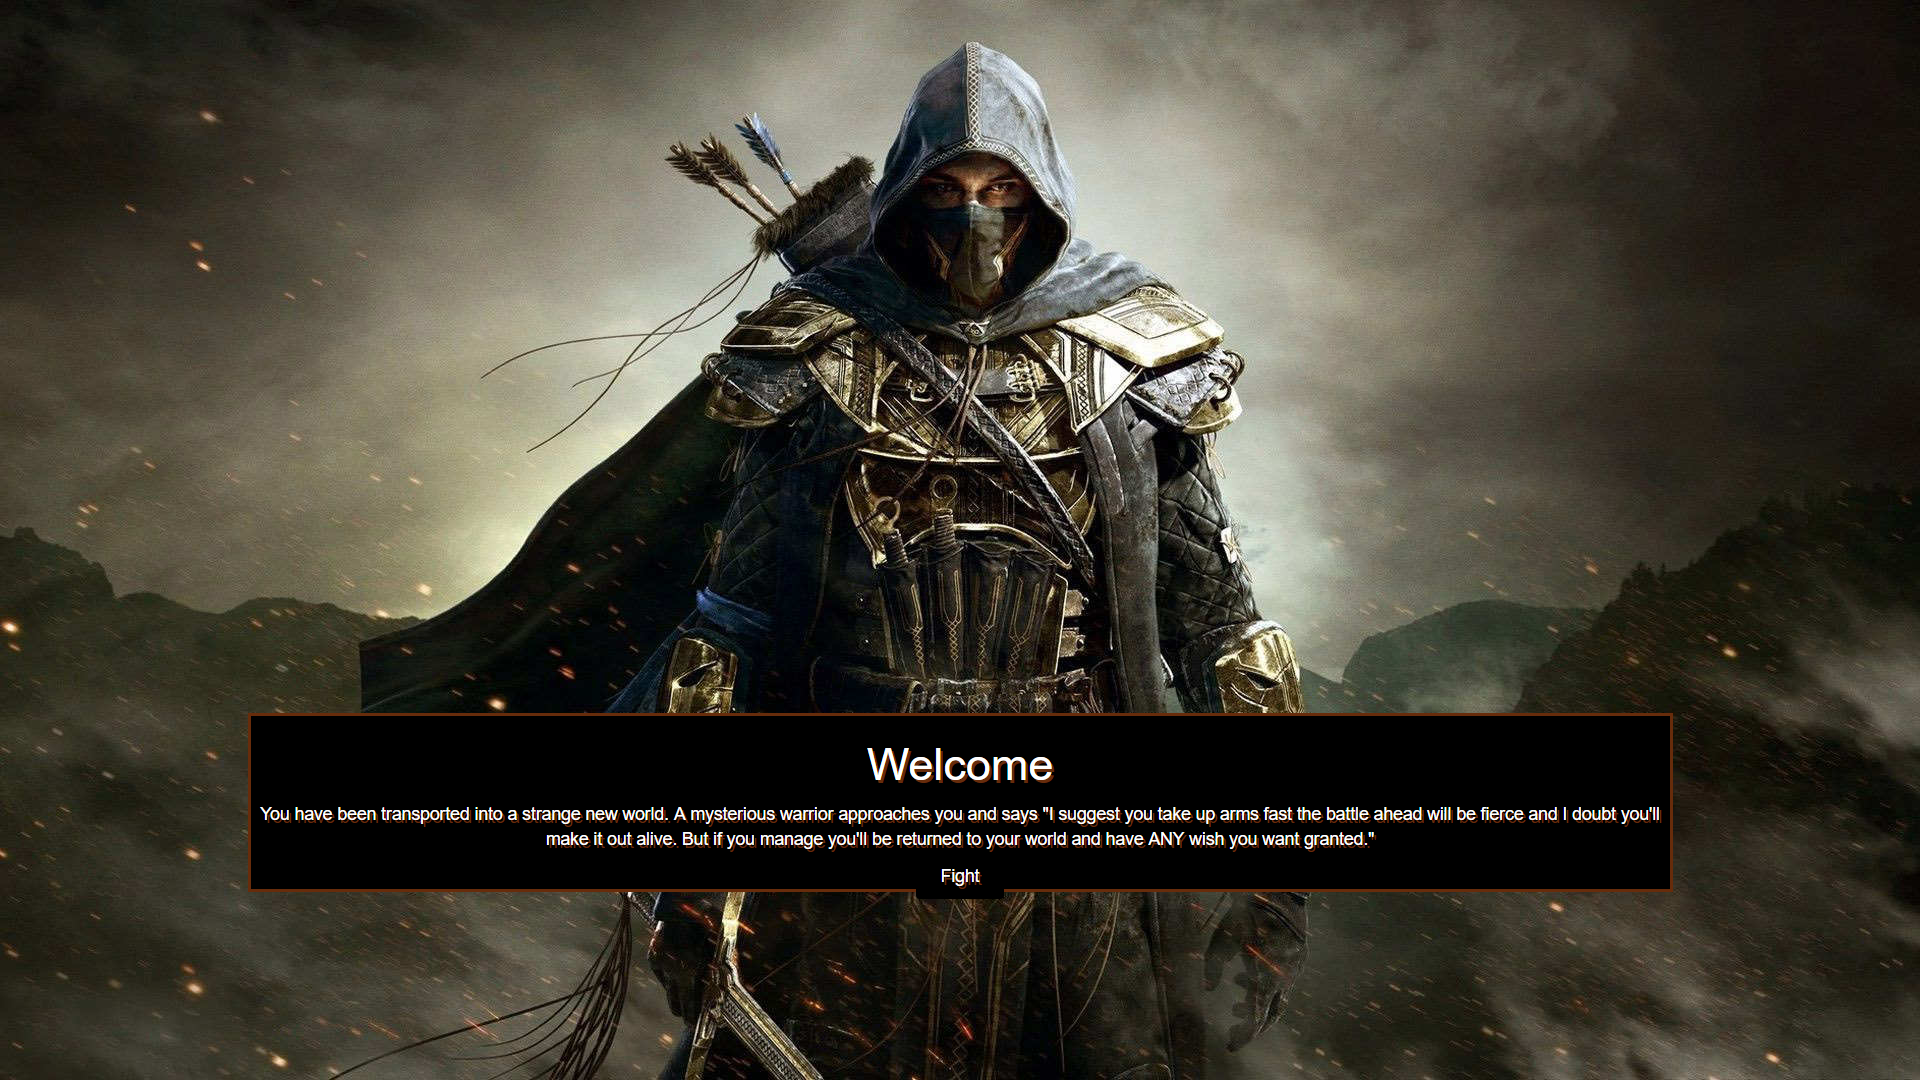 Welcome
You have been transported into a strange new world. A mysterious warrior approaches you and says "I suggest you take up arms fast the battle ahead will be fierce and I doubt you'll
make it out alive. But if you manage you'll be returned to your world and have ANY wish you want granted."
Fight